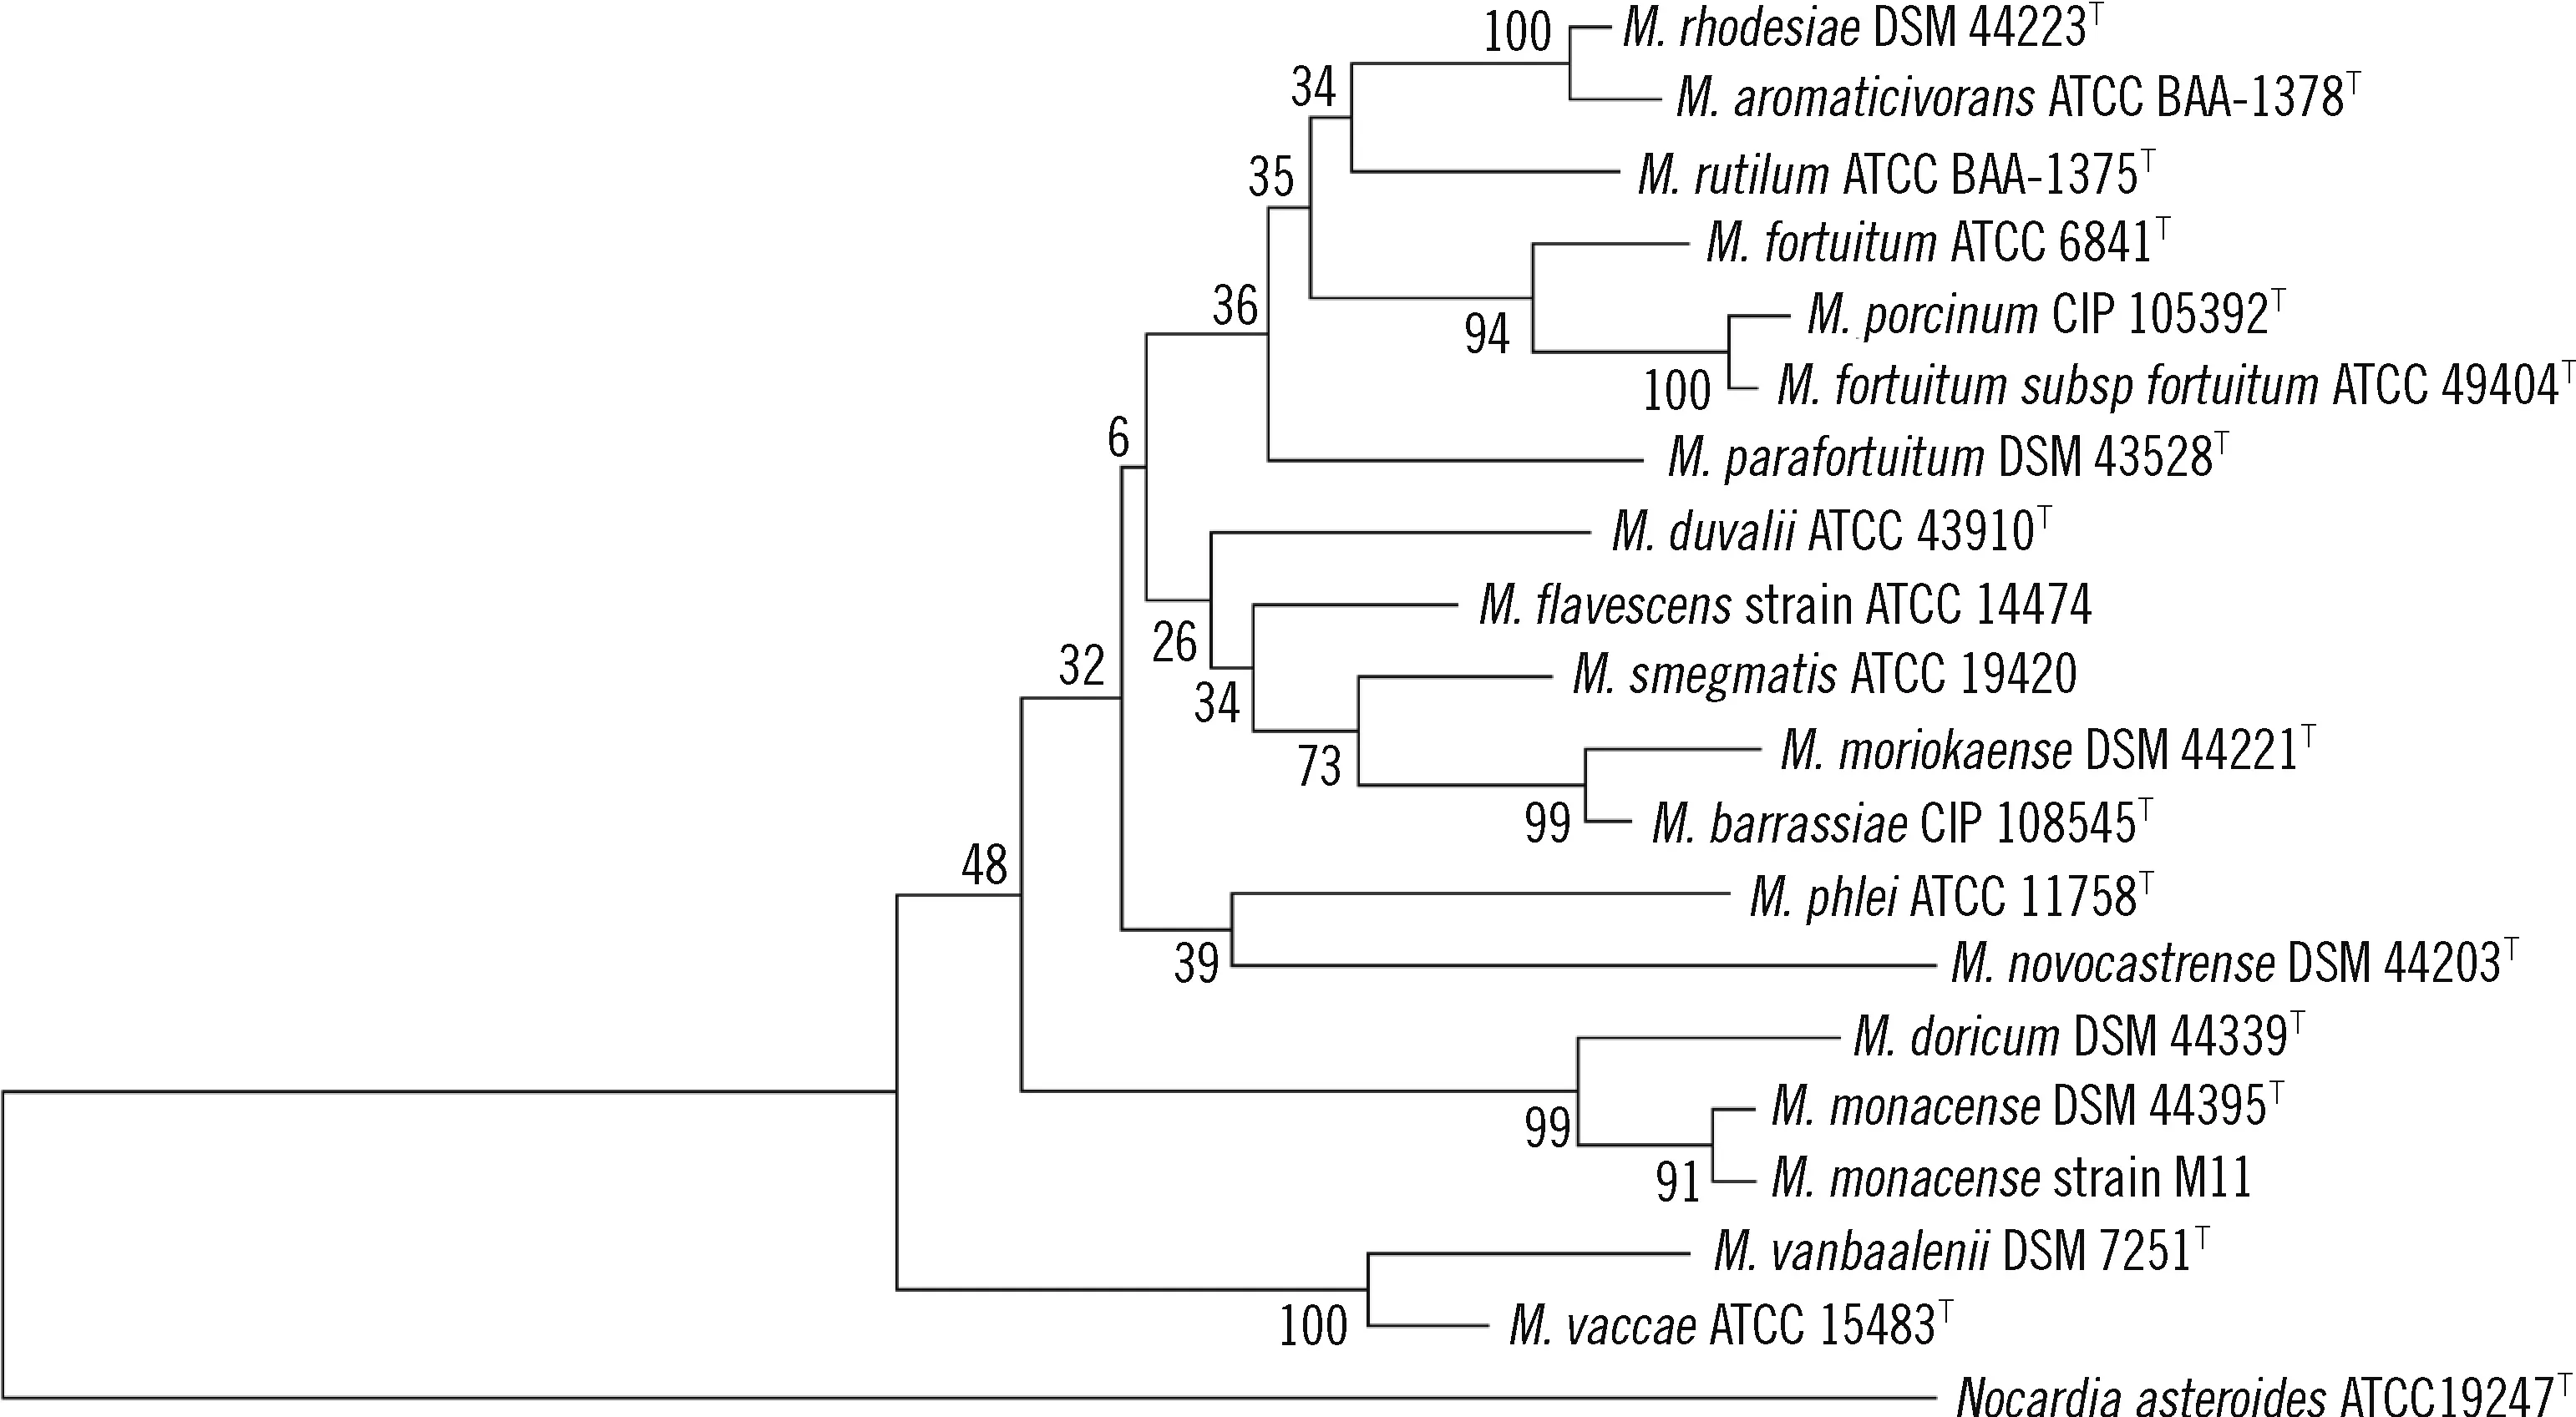 100
M. rhodesiae DSM 44223ᵀ
34
M. aromaticivorans ATCC BAA-1378ᵀ
35
M. rutilum ATCC BAA-1375ᵀ
M. fortuitum ATCC 6841ᵀ
36
M. porcinum CIP 105392ᵀ
94
100
M. fortuitum subsp fortuitum ATCC 49404ᵀ
6
M. parafortuitum DSM 43528ᵀ
M. duvalii ATCC 43910ᵀ
M. flavescens strain ATCC 14474
26
32
M. smegmatis ATCC 19420
34
M. moriokaense DSM 44221ᵀ
73
M. barrassiae CIP 108545ᵀ
99
48
M. phlei ATCC 11758ᵀ
39
M. novocastrense DSM 44203ᵀ
M. doricum DSM 44339ᵀ
M. monacense DSM 44395ᵀ
99
M. monacense strain M11
91
M. vanbaalenii DSM 7251ᵀ
M. vaccae ATCC 15483ᵀ
100
Nocardia asteroides ATCC19247ᵀ